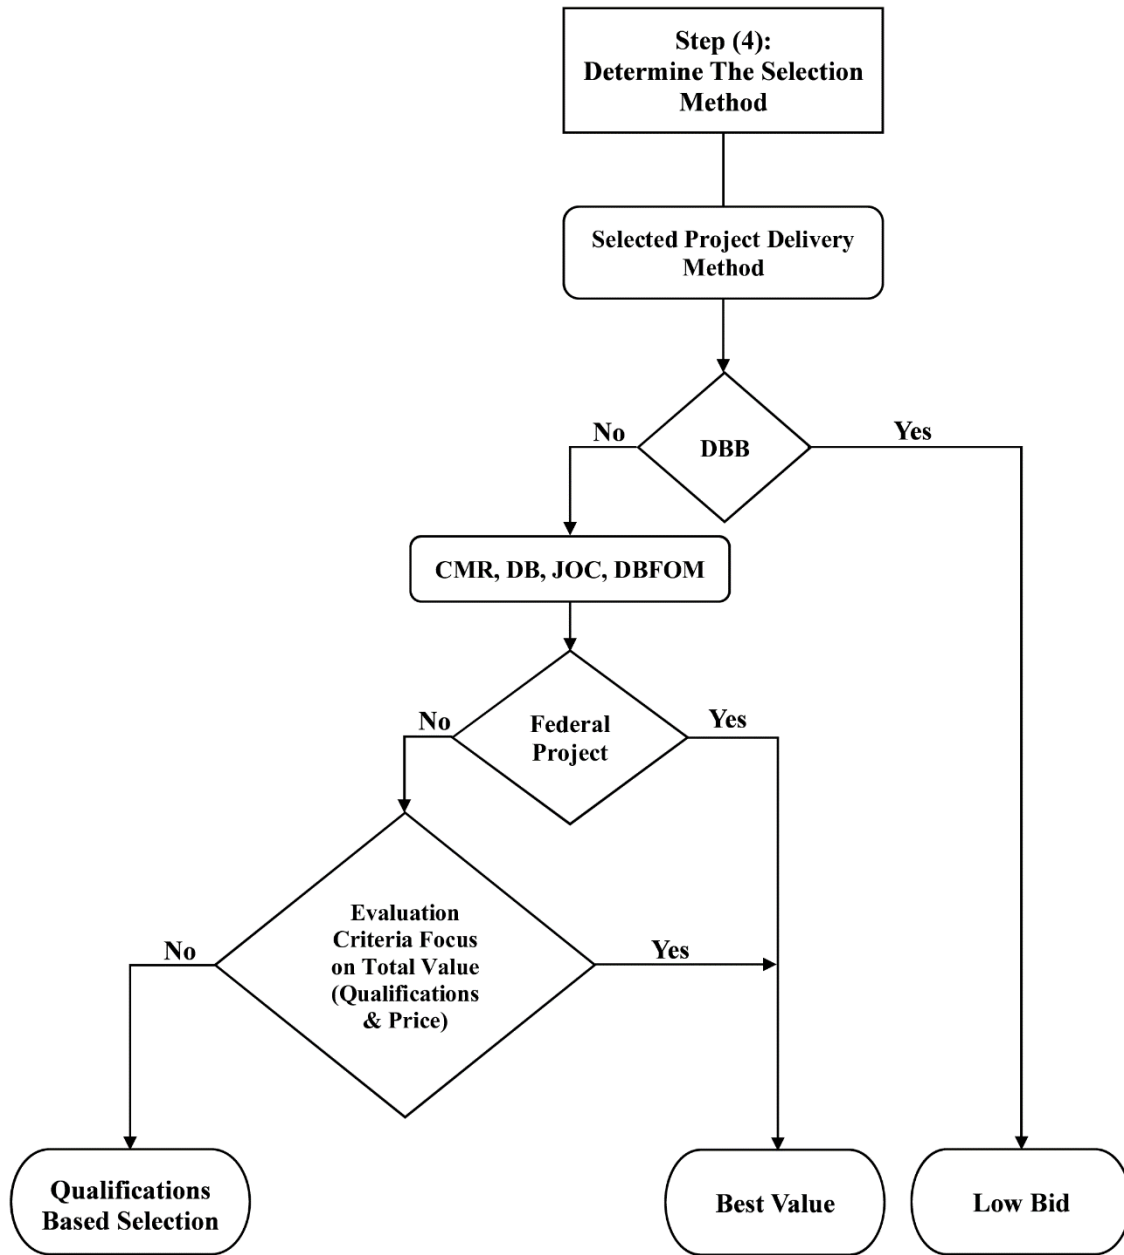 Step (4):
Determine The Selection
Method
Selected Project Delivery
Method
DBB
No
Yes
CMR, DB, JOC, DBFOM
Federal
Project
No
Yes
Evaluation
Criteria Focus
on Total Value
(Qualifications
& Price)
No
Yes
Qualifications
Based Selection
Best Value
Low Bid